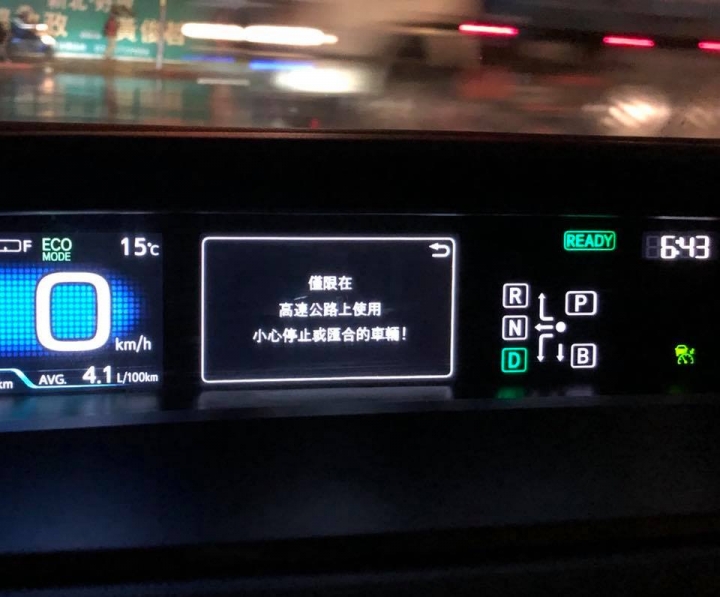 F
ECO
MODE
15℃
0
km/h
km
AVG. 4.1 L/100km
僅限在
高速公路上使用
小心停止或匯合的車輛!
READY
6:43
R
P
N
D
B